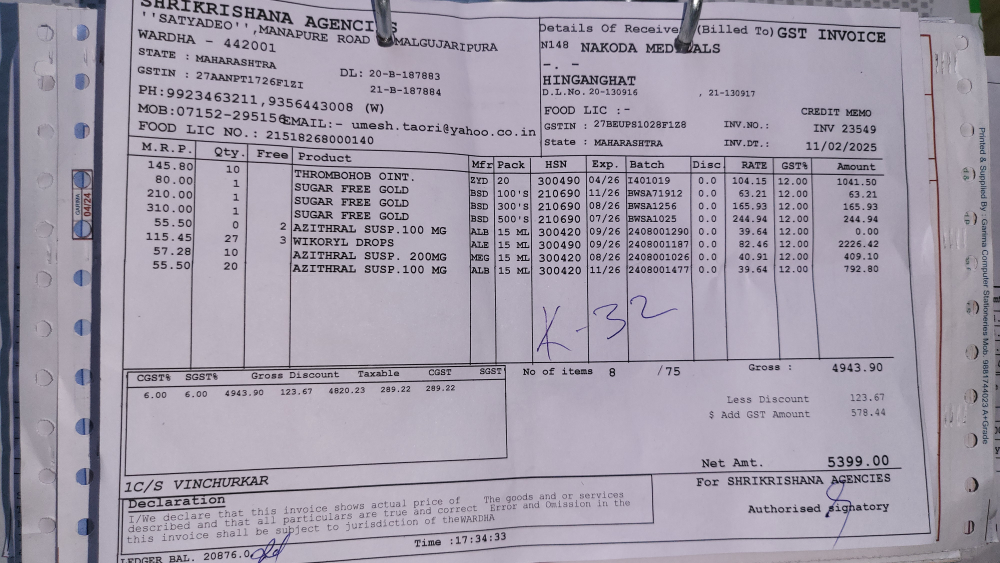 SHRIKRISHANA AGENCIES
''SATYADEO'',MANAPURE ROAD MALGUJARIPURA
WARDHA - 442001
STATE : MAHARASHTRA
GSTIN : 27AANPT1726F1ZI
DL: 20-B-187883
21-B-187884
PH:9923463211,9356443008 (W)
MOB:07152-295156EMAIL:- umesh.taori@yahoo.co.in
FOOD LIC NO.: 21518268000140
Details Of Receiver (Billed To) GST INVOICE
N148 NAKODA MEDICALS
-. -
HINGANGHAT
D.L.No. 20-130916 , 21-130917
FOOD LIC :- CREDIT MEMO
GSTIN : 27BEUPS1028F1Z8 INV.NO.: INV 23549
State : MAHARASHTRA INV.DT.: 11/02/2025
M.R.P. Qty. Free Product Mfr Pack HSN Exp. Batch Disc RATE GST% Amount
145.80 10 THROMBOHOB OINT. ZYD 20 300490 04/26 I401019 0.0 104.15 12.00 1041.50
80.00 1 SUGAR FREE GOLD BSD 100'S 210690 11/26 BWSA71912 0.0 63.21 12.00 63.21
210.00 1 SUGAR FREE GOLD BSD 300'S 210690 08/26 BWSA1256 0.0 165.93 12.00 165.93
310.00 1 SUGAR FREE GOLD BSD 500'S 210690 07/26 BWSA1025 0.0 244.94 12.00 244.94
55.50 0 2 AZITHRAL SUSP.100 MG ALB 15 ML 300420 09/26 2408001290 0.0 39.64 12.00 0.00
115.45 27 3 WIKORYL DROPS ALE 15 ML 300490 09/26 2408001187 0.0 82.46 12.00 2226.42
57.28 10 AZITHRAL SUSP. 200MG MEG 15 ML 300420 08/26 2408001026 0.0 40.91 12.00 409.10
55.50 20 AZITHRAL SUSP.100 MG ALB 15 ML 300420 11/26 2408001477 0.0 39.64 12.00 792.80
K-32
CGST% SGST% Gross Discount Taxable CGST SGST
6.00 6.00 4943.90 123.67 4820.23 289.22 289.22
No of items 8 /75 Gross : 4943.90
Less Discount 123.67
$ Add GST Amount 578.44
Net Amt. 5399.00
1C/S VINCHURKAR
For SHRIKRISHANA AGENCIES
Declaration
I/We declare that this invoice shows actual price of The goods and or services
described and that all particulars are true and correct Error and Omission in the
this invoice shall be subject to jurisdiction of theWARDHA
Authorised signatory
LEDGER BAL. 20876.0
Time :17:34:33
GARIMA
04/24
Printed & Supplied By : Garima Computer Stationeries Mob: 9881744023 A+Grade